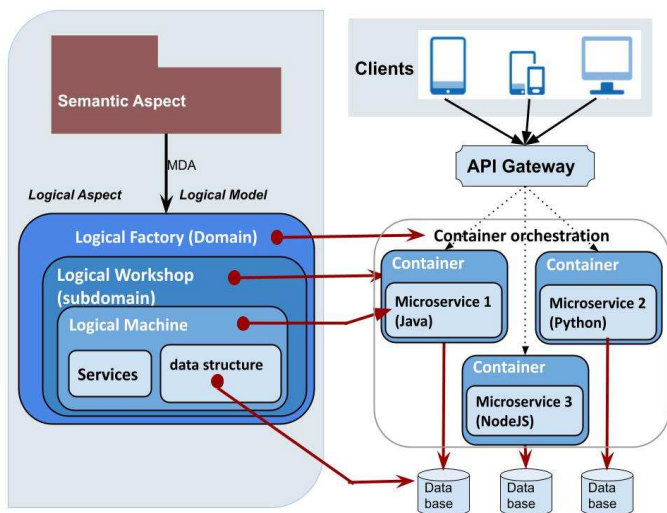 Semantic Aspect
MDA
Logical Aspect
Logical Model
Logical Factory (Domain)
Logical Workshop
(subdomain)
Logical Machine
Services
data structure
Clients
API Gateway
Container orchestration
Container
Microservice 1
(Java)
Container
Microservice 2
(Python)
Container
Microservice 3
(NodeJS)
Data
base
Data
base
Data
base